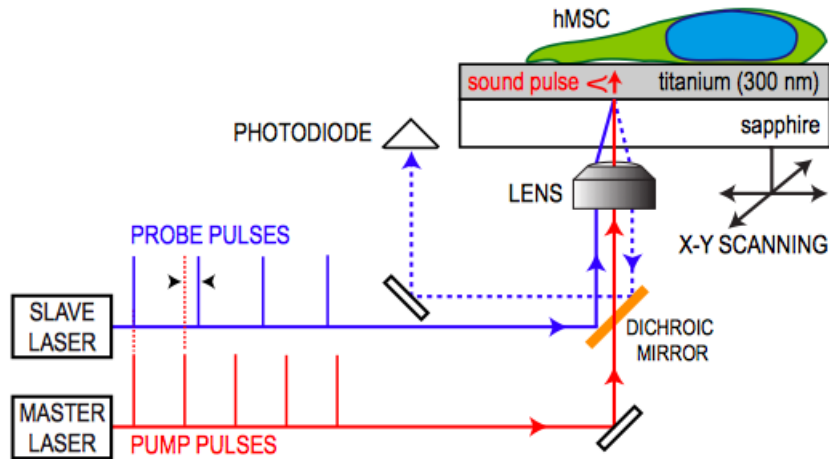 hMSC
sound pulse
titanium (300 nm)
PHOTODIODE
sapphire
LENS
X-Y SCANNING
PROBE PULSES
SLAVE
LASER
DICHROIC
MIRROR
MASTER
LASER
PUMP PULSES